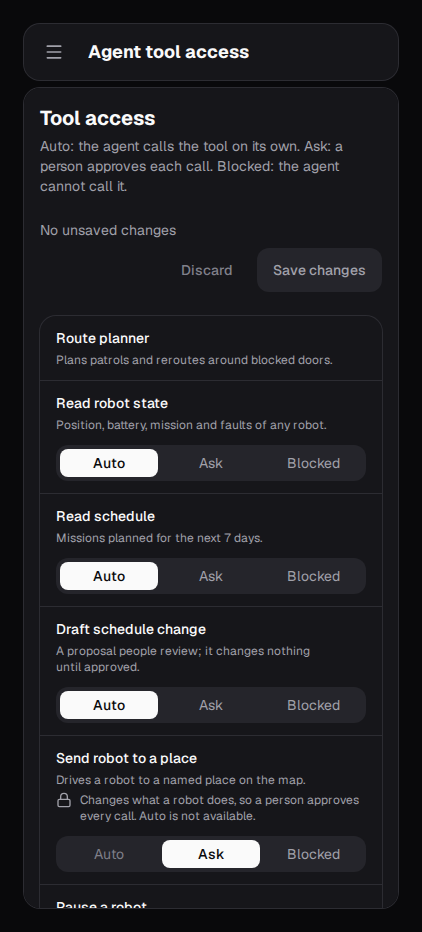 Agent tool access
Tool access
Auto: the agent calls the tool on its own. Ask: a
person approves each call. Blocked: the agent
cannot call it.
No unsaved changes
Discard
Save changes
Route planner
Plans patrols and reroutes around blocked doors.
Read robot state
Position, battery, mission and faults of any robot.
Auto Ask Blocked
Read schedule
Missions planned for the next 7 days.
Auto Ask Blocked
Draft schedule change
A proposal people review; it changes nothing
until approved.
Auto Ask Blocked
Send robot to a place
Drives a robot to a named place on the map.
Changes what a robot does, so a person approves
every call. Auto is not available.
Auto Ask Blocked
Pause a robot